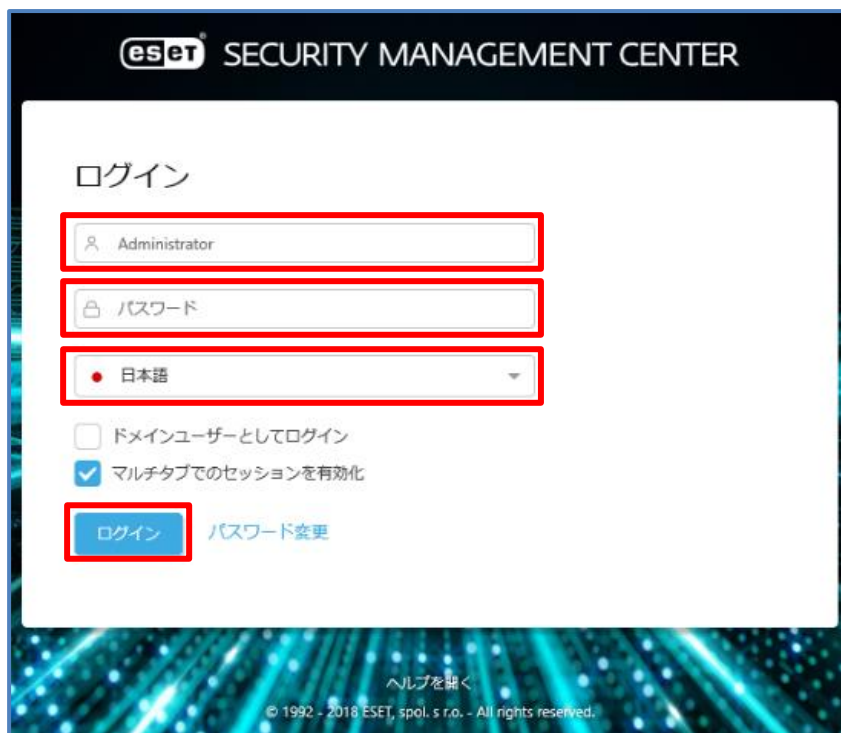 eset SECURITY MANAGEMENT CENTER
ログイン
Administrator
パスワード
日本語
ドメインユーザーとしてログイン
マルチタブでのセッションを有効化
ログイン パスワード変更
ヘルプを開く
© 1992 - 2018 ESET, spol. s r.o. - All rights reserved.